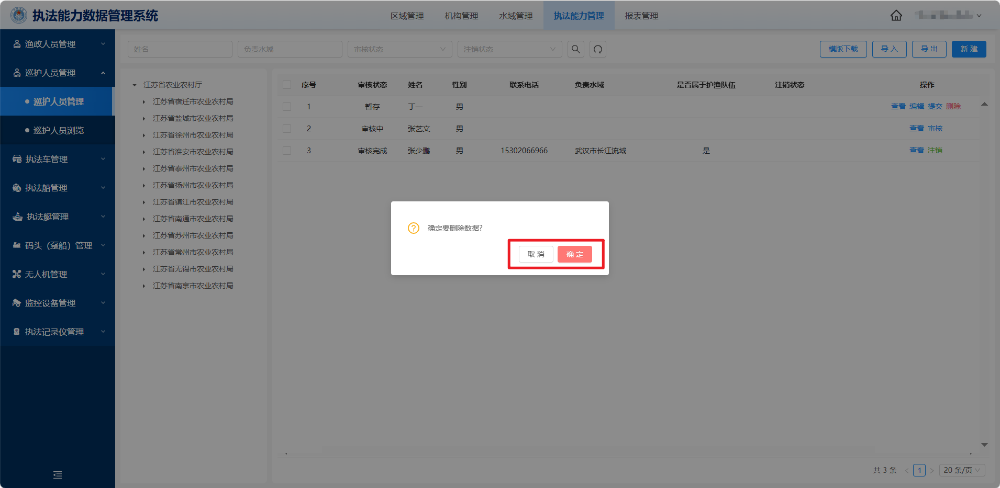 执法能力数据管理系统
区域管理 机构管理 水域管理 执法能力管理 报表管理
渔政人员管理
巡护人员管理
巡护人员管理
巡护人员浏览
执法车管理
执法船管理
执法艇管理
码头（趸船）管理
无人机管理
监控设备管理
执法记录仪管理
姓名 负责水域 审核状态 注销状态 模版下载 导入 导出 新建
江苏省农业农村厅
江苏省宿迁市农业农村局
江苏省盐城市农业农村局
江苏省徐州市农业农村局
江苏省淮安市农业农村局
江苏省泰州市农业农村局
江苏省扬州市农业农村局
江苏省镇江市农业农村局
江苏省南通市农业农村局
江苏省苏州市农业农村局
江苏省常州市农业农村局
江苏省无锡市农业农村局
江苏省南京市农业农村局
序号 审核状态 姓名 性别 联系电话 负责水域 是否属于护渔队伍 注销状态 操作
1 暂存 丁一 男 查看 编辑 提交 删除
2 审核中 张艺文 男 查看 审核
3 审核完成 张少鹏 男 15302066966 武汉市长江流域 是 查看 注销
确定要删除数据?
取消 确定
共 3 条 1 20 条/页